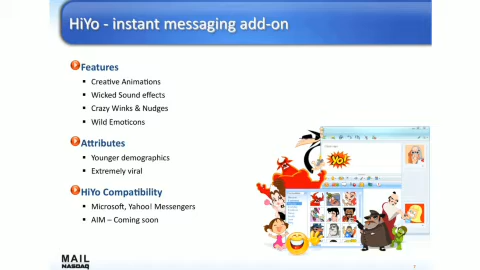 HiYo - instant messaging add-on
Features
Creative Animations
Wicked Sound effects
Crazy Winks & Nudges
Wild Emoticons
Attributes
Younger demographics
Extremely viral
HiYo Compatibility
Microsoft, Yahoo! Messengers
AIM – Coming soon
YO!
MAIL
NASDAQ